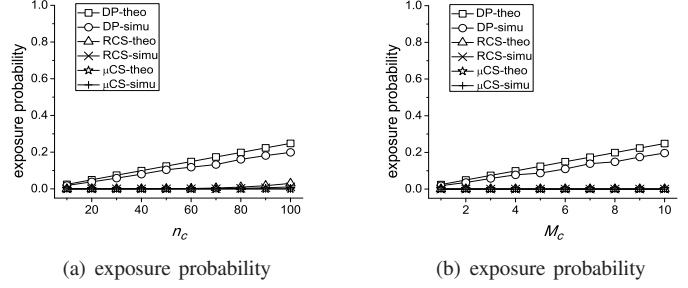 1.0
0.8
0.6
0.4
0.2
0.0
exposure probability
DP-theo
DP-simu
RCS-theo
RCS-simu
μCS-theo
μCS-simu
20 40 60 80 100
n_c
(a) exposure probability
1.0
0.8
0.6
0.4
0.2
0.0
exposure probability
DP-theo
DP-simu
RCS-theo
RCS-simu
μCS-theo
μCS-simu
2 4 6 8 10
M_c
(b) exposure probability